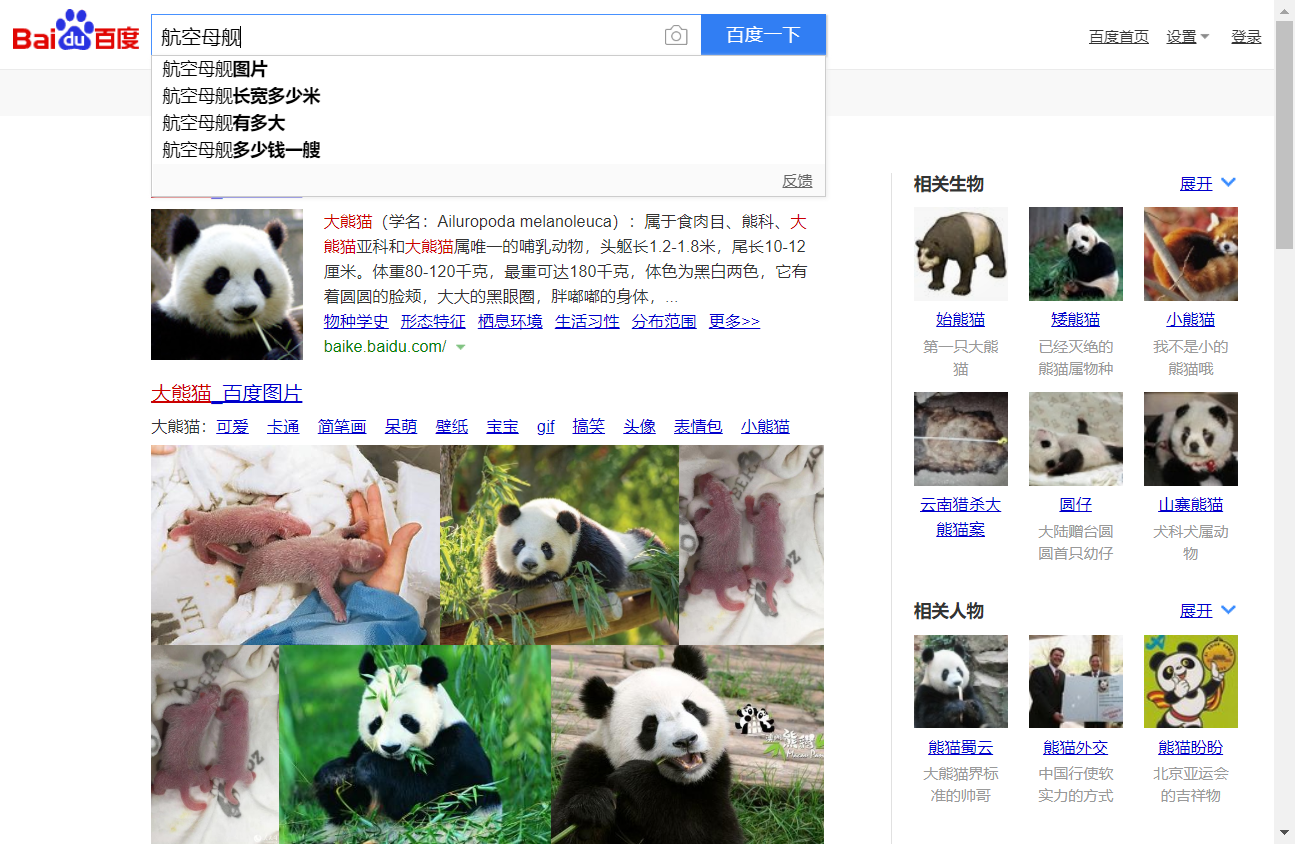 Bai du 百度
航空母舰
百度一下
百度首页
设置
登录
航空母舰图片
航空母舰长宽多少米
航空母舰有多大
航空母舰多少钱一艘
反馈
大熊猫（学名：Ailuropoda melanoleuca）：属于食肉目、熊科、大
熊猫亚科和大熊猫属唯一的哺乳动物，头躯长1.2-1.8米，尾长10-12
厘米。体重80-120千克，最重可达180千克，体色为黑白两色，它有
着圆圆的脸颊，大大的黑眼圈，胖嘟嘟的身体，...
物种学史 形态特征 栖息环境 生活习性 分布范围 更多>>
baike.baidu.com/
大熊猫_百度图片
大熊猫：可爱 卡通 简笔画 呆萌 壁纸 宝宝 gif 搞笑 头像 表情包 小熊猫
相关生物
展开
始熊猫
第一只大熊
猫
矮熊猫
已经灭绝的
熊猫属物种
小熊猫
我不是小的
熊猫哦
云南猎杀大
熊猫案
圆仔
大陆赠台圆
圆首只幼仔
山寨熊猫
犬科犬属动
物
相关人物
展开
熊猫蜀云
大熊猫界标
准的帅哥
熊猫外交
中国行使软
实力的方式
熊猫盼盼
北京亚运会
的吉祥物